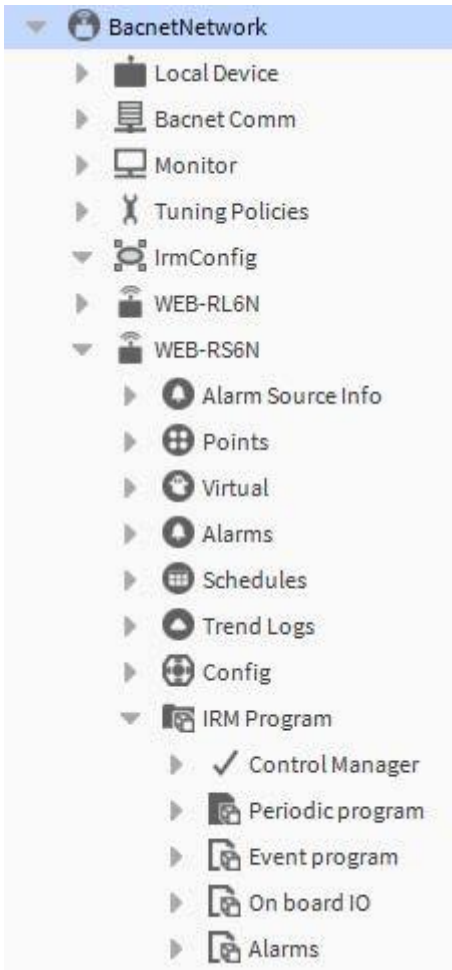 BacnetNetwork
Local Device
Bacnet Comm
Monitor
Tuning Policies
IrmConfig
WEB-RL6N
WEB-RS6N
Alarm Source Info
Points
Virtual
Alarms
Schedules
Trend Logs
Config
IRM Program
Control Manager
Periodic program
Event program
On board IO
Alarms